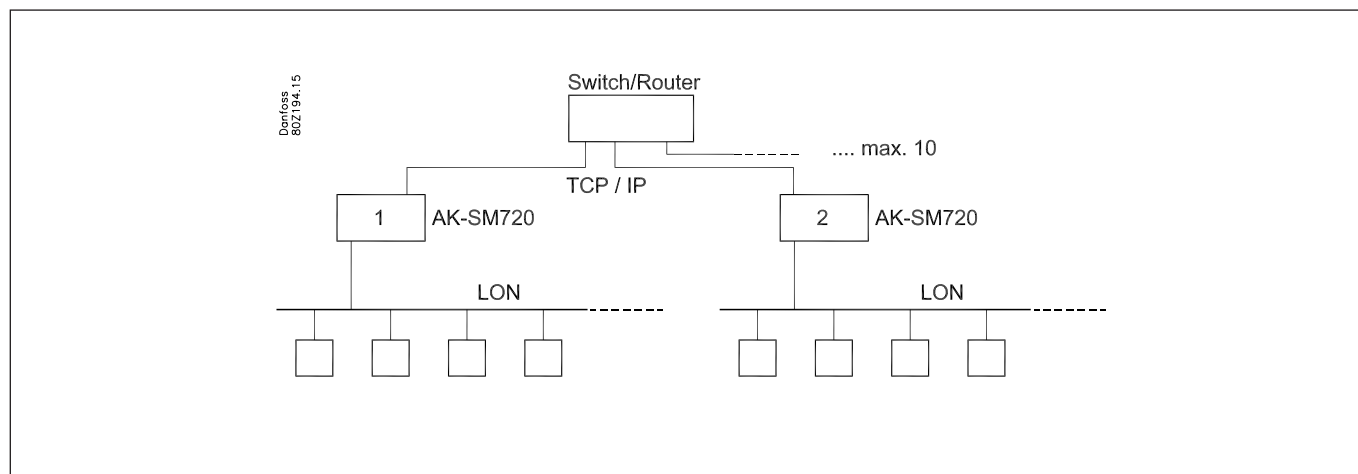 Danfoss
80Z194.15
Switch/Router
.... max. 10
TCP / IP
1
AK-SM720
2
AK-SM720
LON
LON